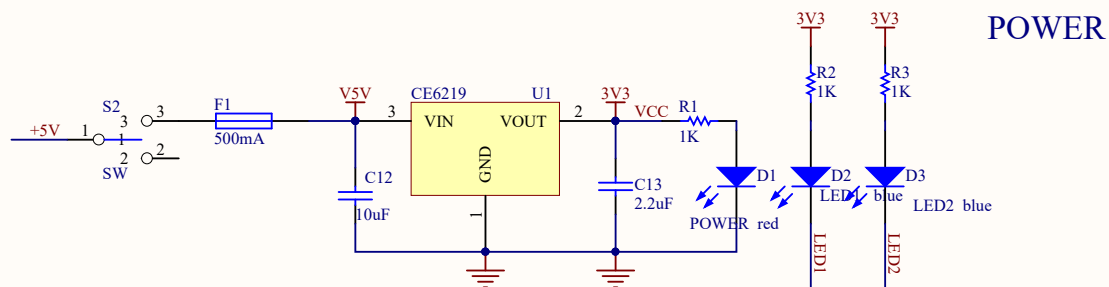 POWER
3V3
3V3
R2
1K
R3
1K
S2
3
3
F1
500mA
V5V
CE6219
U1
3
VIN
VOUT
2
GND
1
3V3
VCC
R1
1K
+5V
1
1
2
2
SW
C12
10uF
C13
2.2uF
D1
POWER red
D2
LED1 blue
D3
LED2 blue
LED1
LED2